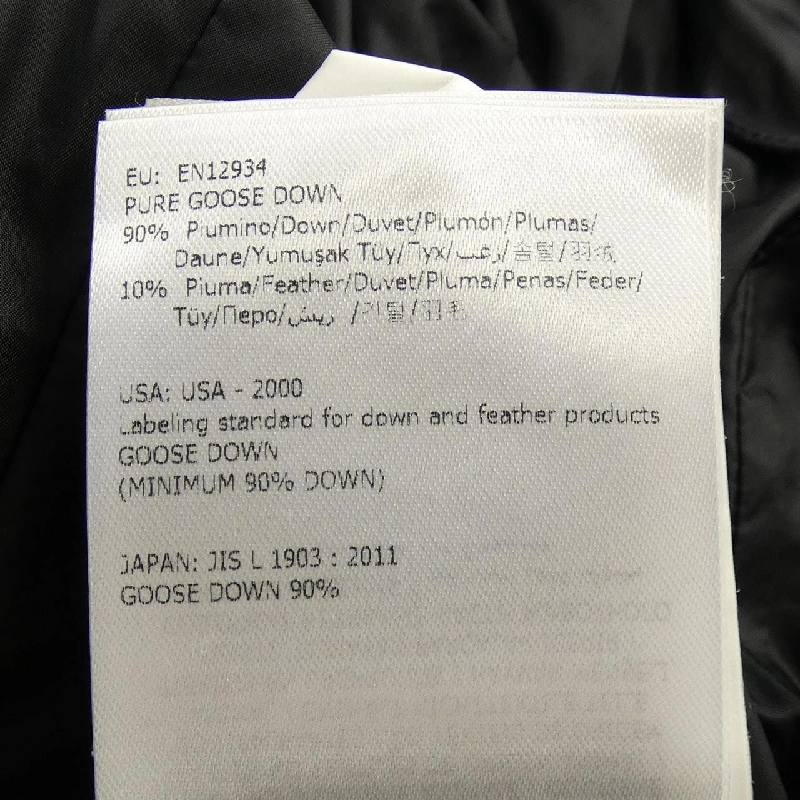 EU: EN12934
PURE GOOSE DOWN
90% Piumino/Down/Duvet/Plumón/Plumas/
Daune/Yumuşak Tüy/Пух/زغب/솜털/羽绒
10% Piuma/Feather/Duvet/Pluma/Penas/Feder/
Tüy/Перо/ريش /깃털/羽毛
USA: USA - 2000
Labeling standard for down and feather products
GOOSE DOWN
(MINIMUM 90% DOWN)
JAPAN: JIS L 1903 : 2011
GOOSE DOWN 90%